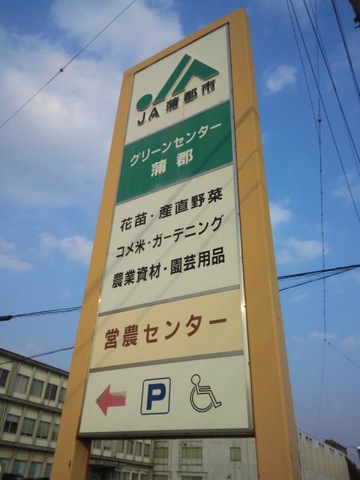 JA 蒲郡市
グリーンセンター
蒲郡
花苗・産直野菜
コメ米・ガーデニング
農業資材・園芸用品
営農センター
P